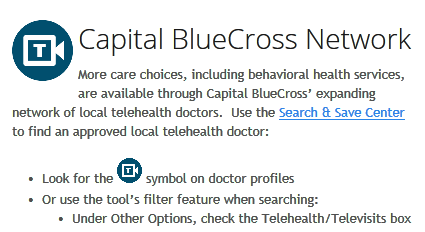 T Capital BlueCross Network
More care choices, including behavioral health services,
are available through Capital BlueCross’ expanding
network of local telehealth doctors. Use the Search & Save Center
to find an approved local telehealth doctor:
• Look for the T symbol on doctor profiles
• Or use the tool’s filter feature when searching:
• Under Other Options, check the Telehealth/Televisits box